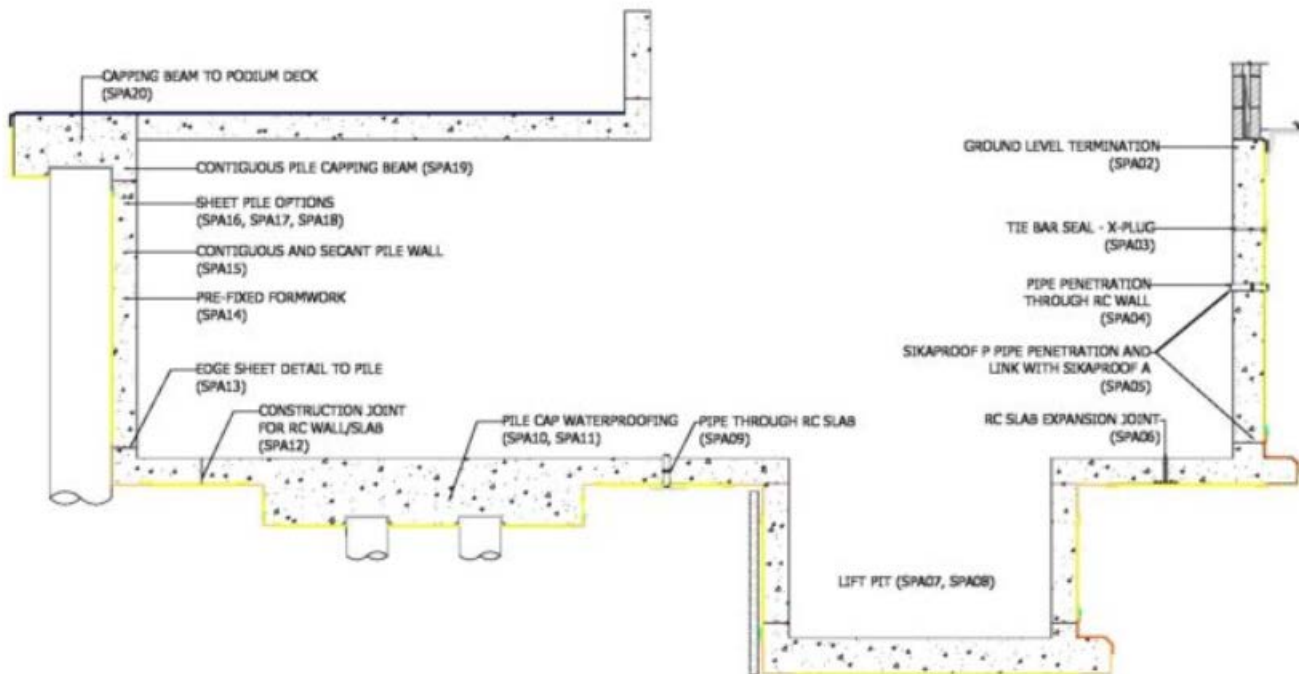 CAPPING BEAM TO PODIUM DECK
(SPA20)
CONTIGUOUS PILE CAPPING BEAM (SPA19)
SHEET PILE OPTIONS
(SPA16, SPA17, SPA18)
CONTIGUOUS AND SECANT PILE WALL
(SPA15)
PRE-FIXED FORMWORK
(SPA14)
EDGE SHEET DETAIL TO PILE
(SPA13)
CONSTRUCTION JOINT
FOR RC WALL/SLAB
(SPA12)
PILE CAP WATERPROOFING
(SPA10, SPA11)
PIPE THROUGH RC SLAB
(SPA09)
LIFT PIT (SPA07, SPA08)
GROUND LEVEL TERMINATION
(SPA02)
TIE BAR SEAL - X-PLUG
(SPA03)
PIPE PENETRATION
THROUGH RC WALL
(SPA04)
SIKAPROOF P PIPE PENETRATION AND
LINK WITH SIKAPROOF A
(SPA05)
RC SLAB EXPANSION JOINT
(SPA06)